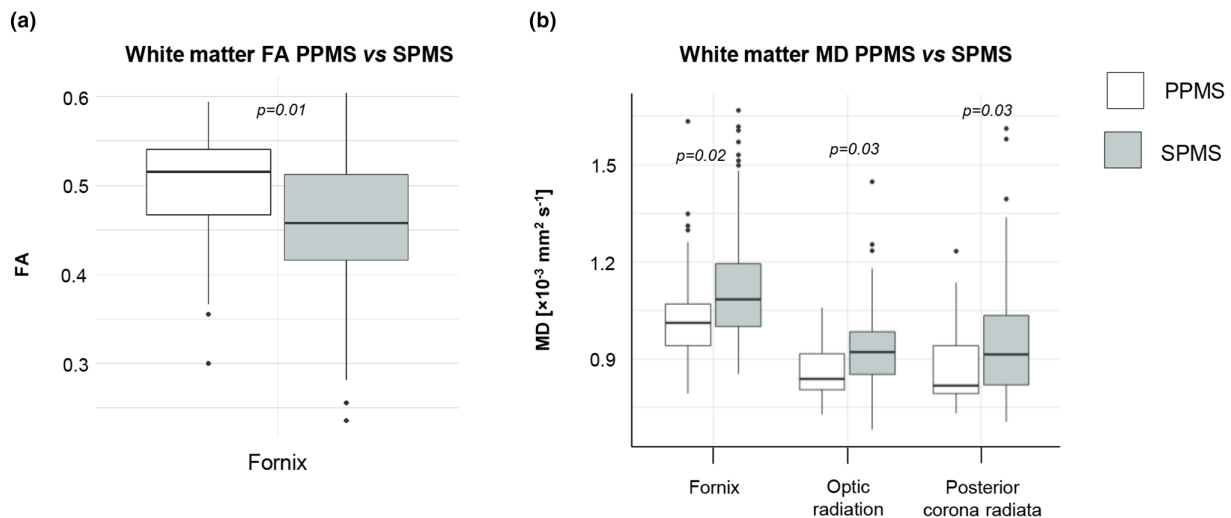 (a)
White matter FA PPMS vs SPMS
p=0.01
0.6
0.5
0.4
0.3
FA
Fornix
(b)
White matter MD PPMS vs SPMS
p=0.02
p=0.03
p=0.03
1.5
1.2
0.9
MD [×10⁻³ mm² s⁻¹]
Fornix
Optic
radiation
Posterior
corona radiata
PPMS
SPMS